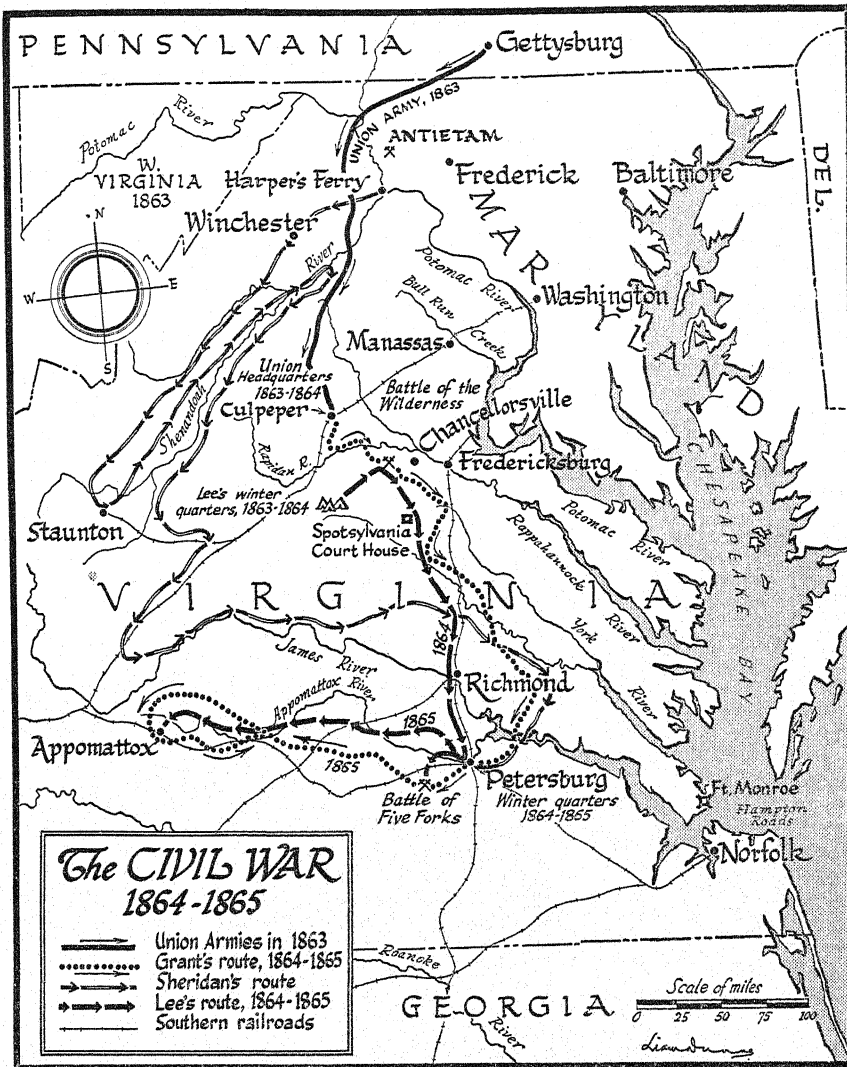 PENNSYLVANIA
Gettysburg
UNION ARMY, 1863
Potomac River
ANTIETAM
W. VIRGINIA
1863
Harper's Ferry
Frederick
Baltimore
DEL.
MARYLAND
Winchester
N
W
E
S
River
Shenandoah
Potomac River
Bull Run
Creek
Washington
Manassas
Union
Headquarters
1863-1864
Culpeper
Battle of the
Wilderness
Chancellorsville
Rapidan R.
Fredericksburg
Lee's winter
quarters, 1863-1864
Staunton
Spotsylvania
Court House
Potomac
River
Rappahannock
River
CHESAPEAKE BAY
VIRGINIA
York
River
1864
James River
Richmond
Appomattox River
1865
Appomattox
1865
Petersburg
Battle of
Five Forks
Winter quarters
1864-1865
Ft. Monroe
Hampton
Roads
Norfolk
The CIVIL WAR
1864-1865
Union Armies in 1863
Grant's route, 1864-1865
Sheridan's route
Lee's route, 1864-1865
Southern railroads
Roanoke
River
GEORGIA
Scale of miles
0 25 50 75 100